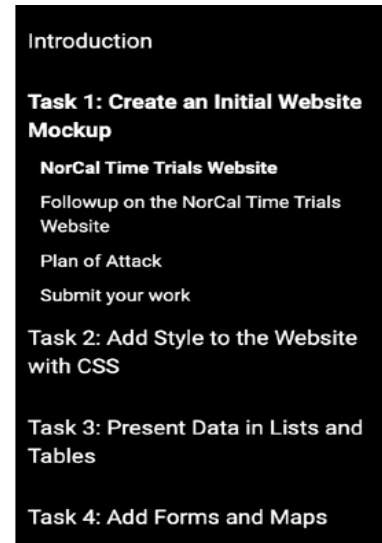 Introduction
Task 1: Create an Initial Website
Mockup
NorCal Time Trials Website
Followup on the NorCal Time Trials
Website
Plan of Attack
Submit your work
Task 2: Add Style to the Website
with CSS
Task 3: Present Data in Lists and
Tables
Task 4: Add Forms and Maps